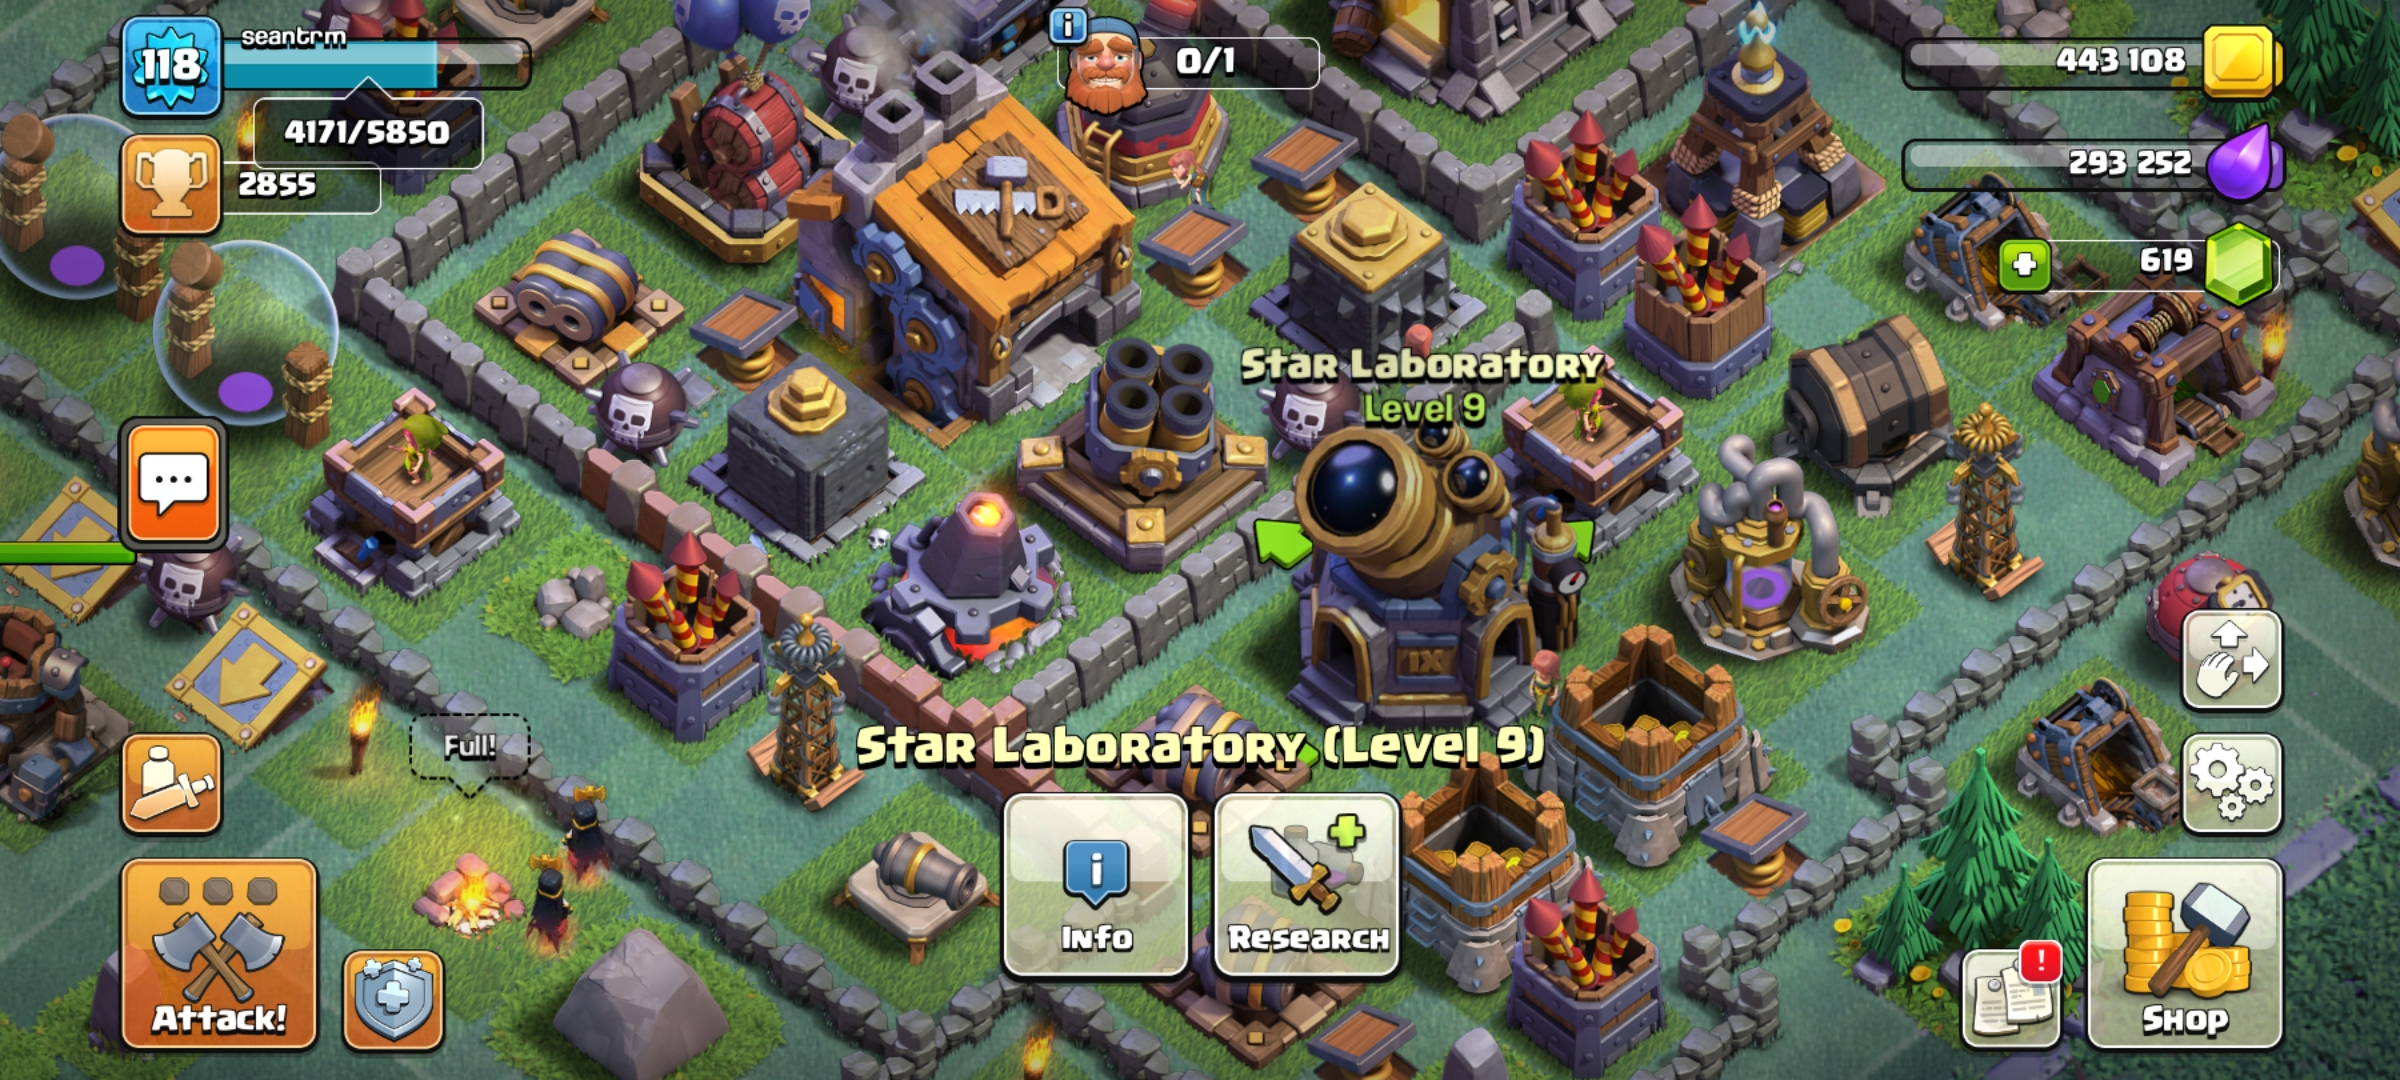 118
seantrm
4171/5850
2855
0/1
443 108
293 252
619
Star Laboratory
Level 9
IX
Full!
Star Laboratory (Level 9)
Info
Research
Attack!
!
Shop